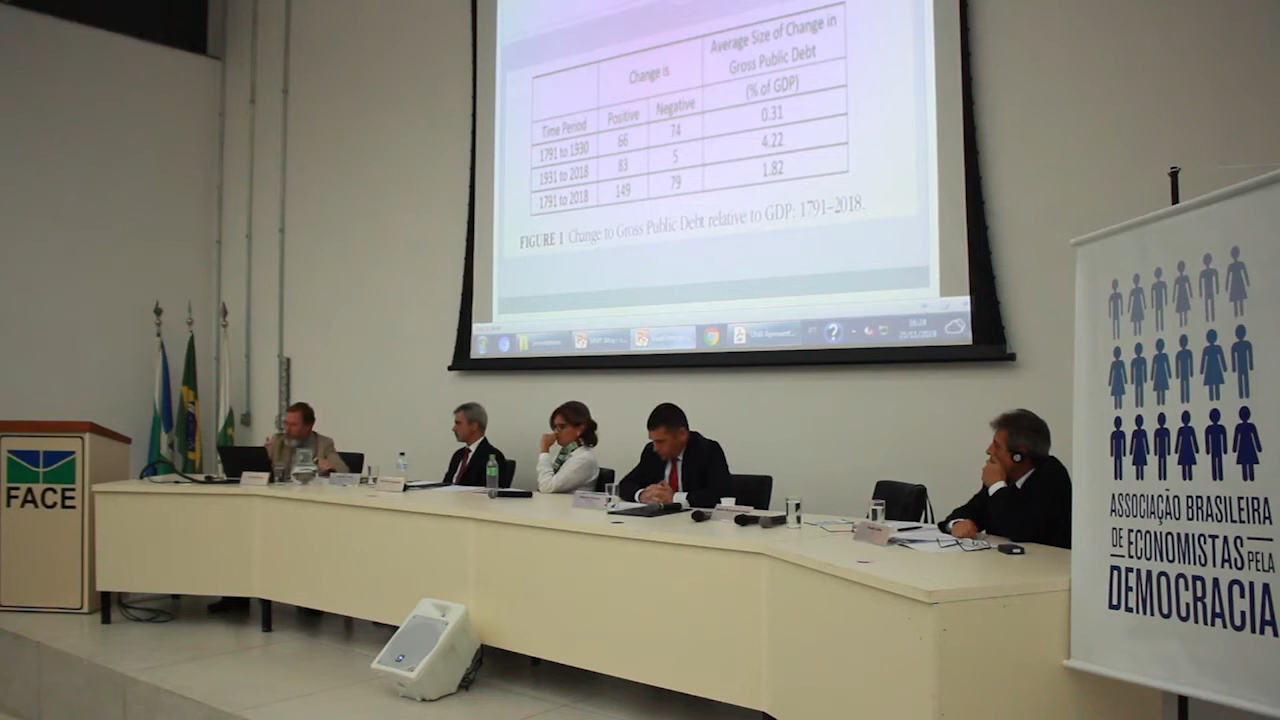 Average Size of Change in
Change is
Gross Public Debt
(% of GDP)
Time Period Positive Negative
1791 to 1930 66 74 0.31
1931 to 2018 83 5 4.22
1791 to 2018 149 79 1.82
FIGURE 1 Change to Gross Public Debt relative to GDP: 1791–2018.
FACE
ASSOCIAÇÃO BRASILEIRA
DE ECONOMISTAS PELA
DEMOCRACIA